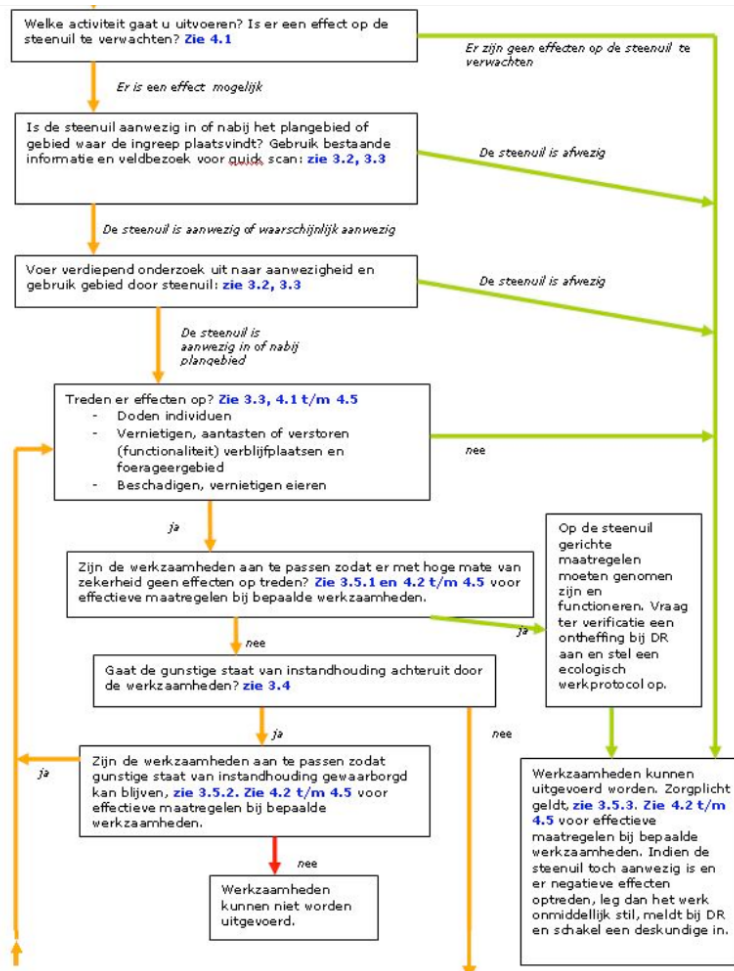 Welke activiteit gaat u uitvoeren? Is er een effect op de
steenuil te verwachten? Zie 4.1
Er zijn geen effecten op de steenuil te
verwachten
Er is een effect mogelijk
Is de steenuil aanwezig in of nabij het plangebied of
gebied waar de ingreep plaatsvindt? Gebruik bestaande
informatie en veldbezoek voor quick scan: zie 3.2, 3.3
De steenuil is afwezig
De steenuil is aanwezig of waarschijnlijk aanwezig
Voer verdiepend onderzoek uit naar aanwezigheid en
gebruik gebied door steenuil: zie 3.2, 3.3
De steenuil is afwezig
De steenuil is
aanwezig in of nabij
plangebied
Treden er effecten op? Zie 3.3, 4.1 t/m 4.5
- Doden individuen
- Vernietigen, aantasten of verstoren
(functionaliteit) verblijfplaatsen en
foerageergebied
- Beschadigen, vernietigen eieren
nee
ja
Zijn de werkzaamheden aan te passen zodat er met hoge mate van
zekerheid geen effecten op treden? Zie 3.5.1 en 4.2 t/m 4.5 voor
effectieve maatregelen bij bepaalde werkzaamheden.
ja
Op de steenuil
gerichte
maatregelen
moeten genomen
zijn en
functioneren. Vraag
ter verificatie een
ontheffing bij DR
aan en stel een
ecologisch
werkprotocol op.
nee
Gaat de gunstige staat van instandhouding achteruit door
de werkzaamheden? zie 3.4
ja
nee
Zijn de werkzaamheden aan te passen zodat
gunstige staat van instandhouding gewaarborgd
kan blijven, zie 3.5.2. Zie 4.2 t/m 4.5 voor
effectieve maatregelen bij bepaalde
werkzaamheden.
ja
nee
Werkzaamheden
kunnen niet worden
uitgevoerd.
Werkzaamheden kunnen
uitgevoerd worden. Zorgplicht
geldt, zie 3.5.3. Zie 4.2 t/m
4.5 voor effectieve
maatregelen bij bepaalde
werkzaamheden. Indien de
steenuil toch aanwezig is en
er negatieve effecten
optreden, leg dan het werk
onmiddellijk stil, meldt bij DR
en schakel een deskundige in.